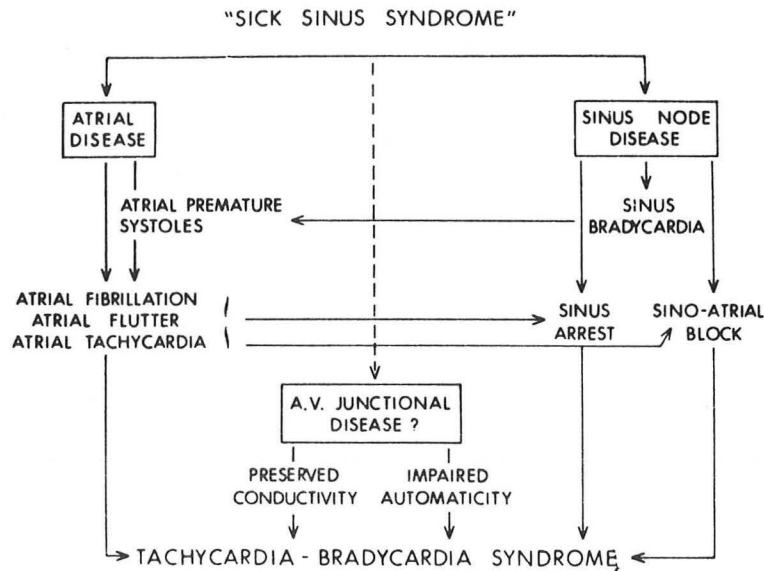 "SICK SINUS SYNDROME"
ATRIAL
DISEASE
SINUS NODE
DISEASE
ATRIAL PREMATURE
SYSTOLES
SINUS
BRADYCARDIA
ATRIAL FIBRILLATION
ATRIAL FLUTTER
ATRIAL TACHYCARDIA
SINUS
ARREST
SINO-ATRIAL
BLOCK
A.V. JUNCTIONAL
DISEASE ?
PRESERVED
CONDUCTIVITY
IMPAIRED
AUTOMATICITY
TACHYCARDIA - BRADYCARDIA SYNDROME